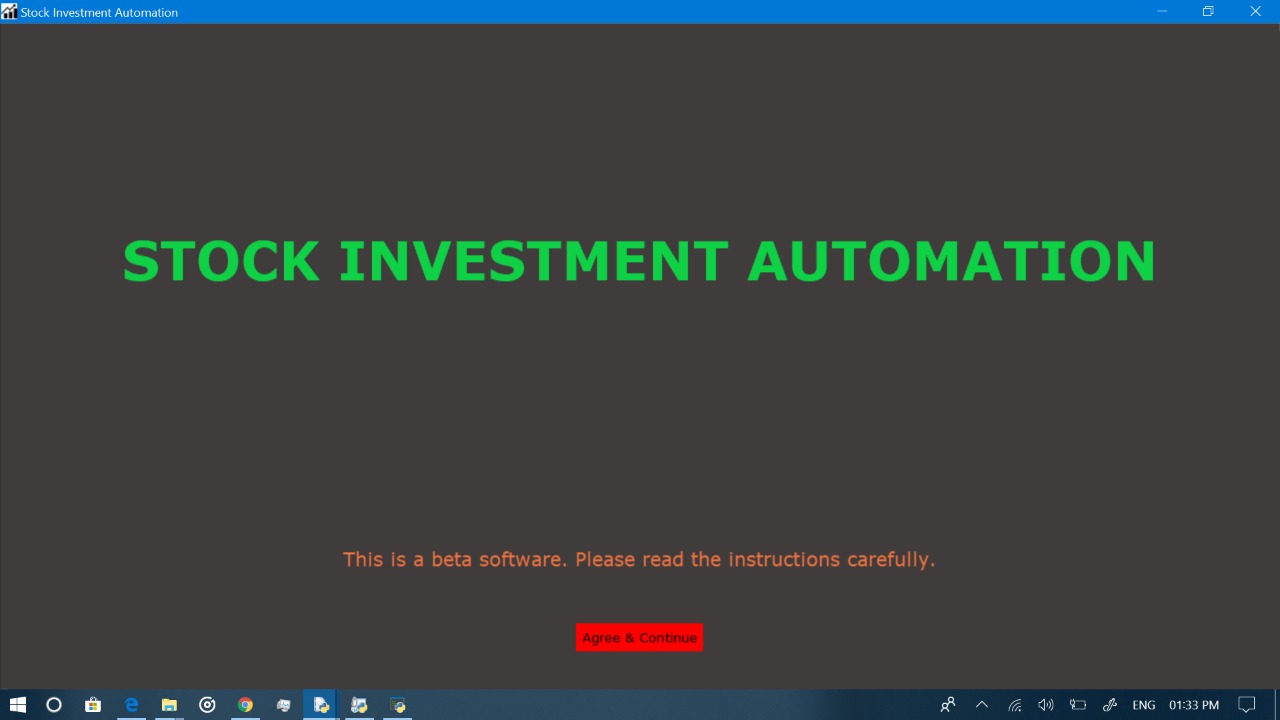 Stock Investment Automation
STOCK INVESTMENT AUTOMATION
This is a beta software. Please read the instructions carefully.
Agree & Continue
ENG 01:33 PM